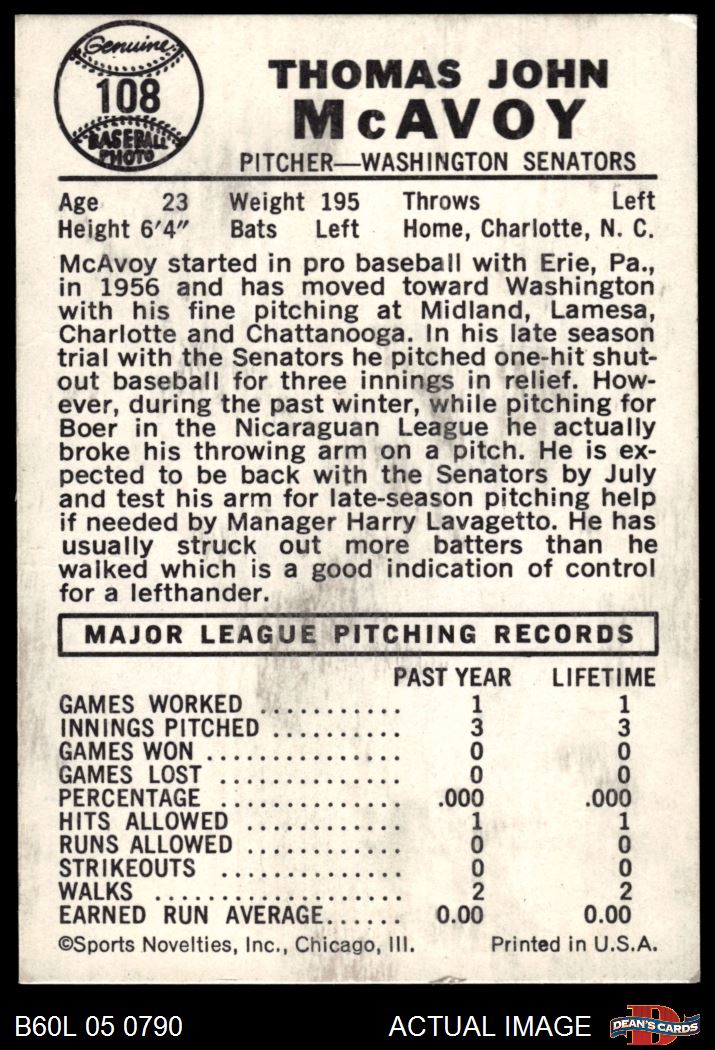 Genuine
108
BASEBALL
PHOTO
THOMAS JOHN
McAVOY
PITCHER—WASHINGTON SENATORS
Age 23 Weight 195 Throws Left
Height 6'4" Bats Left Home, Charlotte, N. C.
McAvoy started in pro baseball with Erie, Pa.,
in 1956 and has moved toward Washington
with his fine pitching at Midland, Lamesa,
Charlotte and Chattanooga. In his late season
trial with the Senators he pitched one-hit shut-
out baseball for three innings in relief. How-
ever, during the past winter, while pitching for
Boer in the Nicaraguan League he actually
broke his throwing arm on a pitch. He is ex-
pected to be back with the Senators by July
and test his arm for late-season pitching help
if needed by Manager Harry Lavagetto. He has
usually struck out more batters than he
walked which is a good indication of control
for a lefthander.
MAJOR LEAGUE PITCHING RECORDS
PAST YEAR LIFETIME
GAMES WORKED ........... 1 1
INNINGS PITCHED .......... 3 3
GAMES WON ............... 0 0
GAMES LOST .............. 0 0
PERCENTAGE .............. .000 .000
HITS ALLOWED ............ 1 1
RUNS ALLOWED ............ 0 0
STRIKEOUTS .............. 0 0
WALKS ................... 2 2
EARNED RUN AVERAGE...... 0.00 0.00
©Sports Novelties, Inc., Chicago, Ill. Printed in U.S.A.
B60L 05 0790 ACTUAL IMAGE DEAN'S CARDS